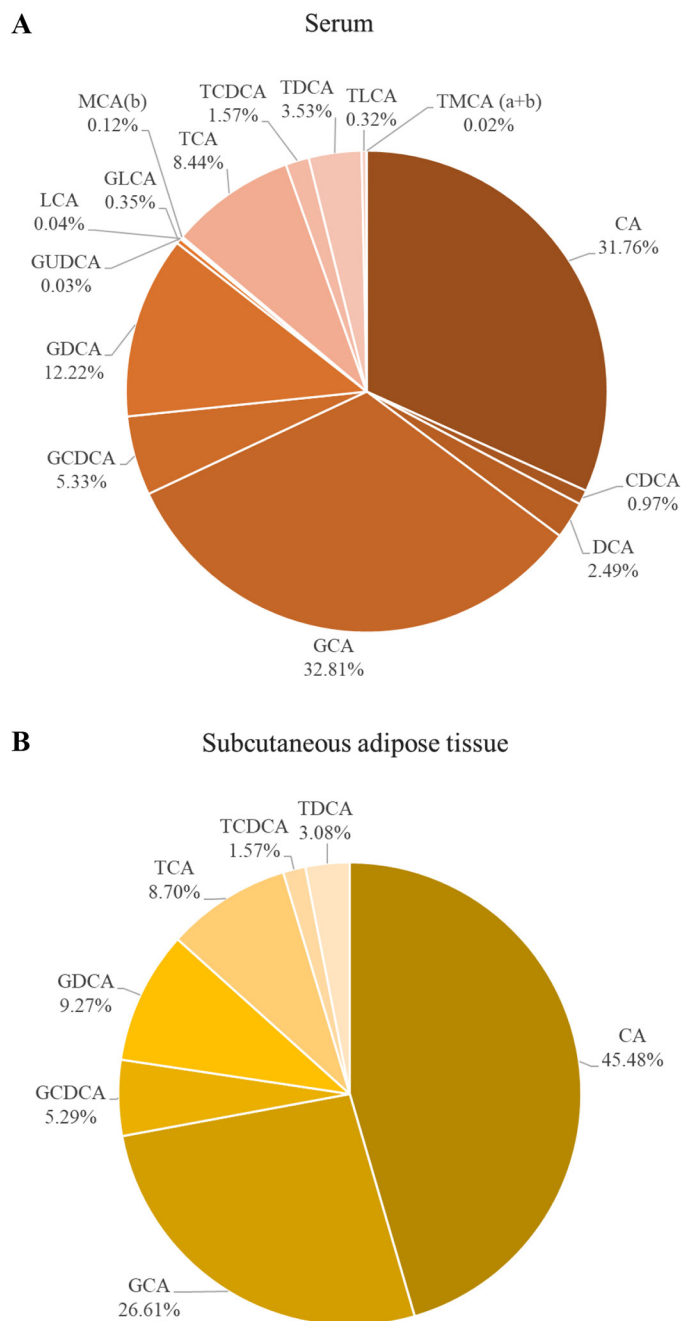 A
Serum
MCA(b)
0.12%
TCDCA
1.57%
TDCA
3.53%
TLCA
0.32%
TMCA (a+b)
0.02%
TCA
8.44%
GLCA
0.35%
LCA
0.04%
GUDCA
0.03%
CA
31.76%
GDCA
12.22%
GCDCA
5.33%
CDCA
0.97%
DCA
2.49%
GCA
32.81%
B
Subcutaneous adipose tissue
TDCA
3.08%
TCDCA
1.57%
TCA
8.70%
GDCA
9.27%
CA
45.48%
GCDCA
5.29%
GCA
26.61%